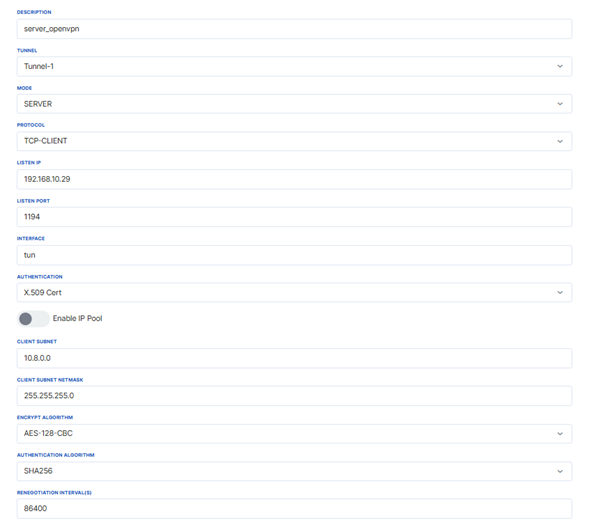 DESCRIPTION
server_openvpn
TUNNEL
Tunnel-1
MODE
SERVER
PROTOCOL
TCP-CLIENT
LISTEN IP
192.168.10.29
LISTEN PORT
1194
INTERFACE
tun
AUTHENTICATION
X.509 Cert
Enable IP Pool
CLIENT SUBNET
10.8.0.0
CLIENT SUBNET NETMASK
255.255.255.0
ENCRYPT ALGORITHM
AES-128-CBC
AUTHENTICATION ALGORITHM
SHA256
RENEGOTIATION INTERVAL(S)
86400